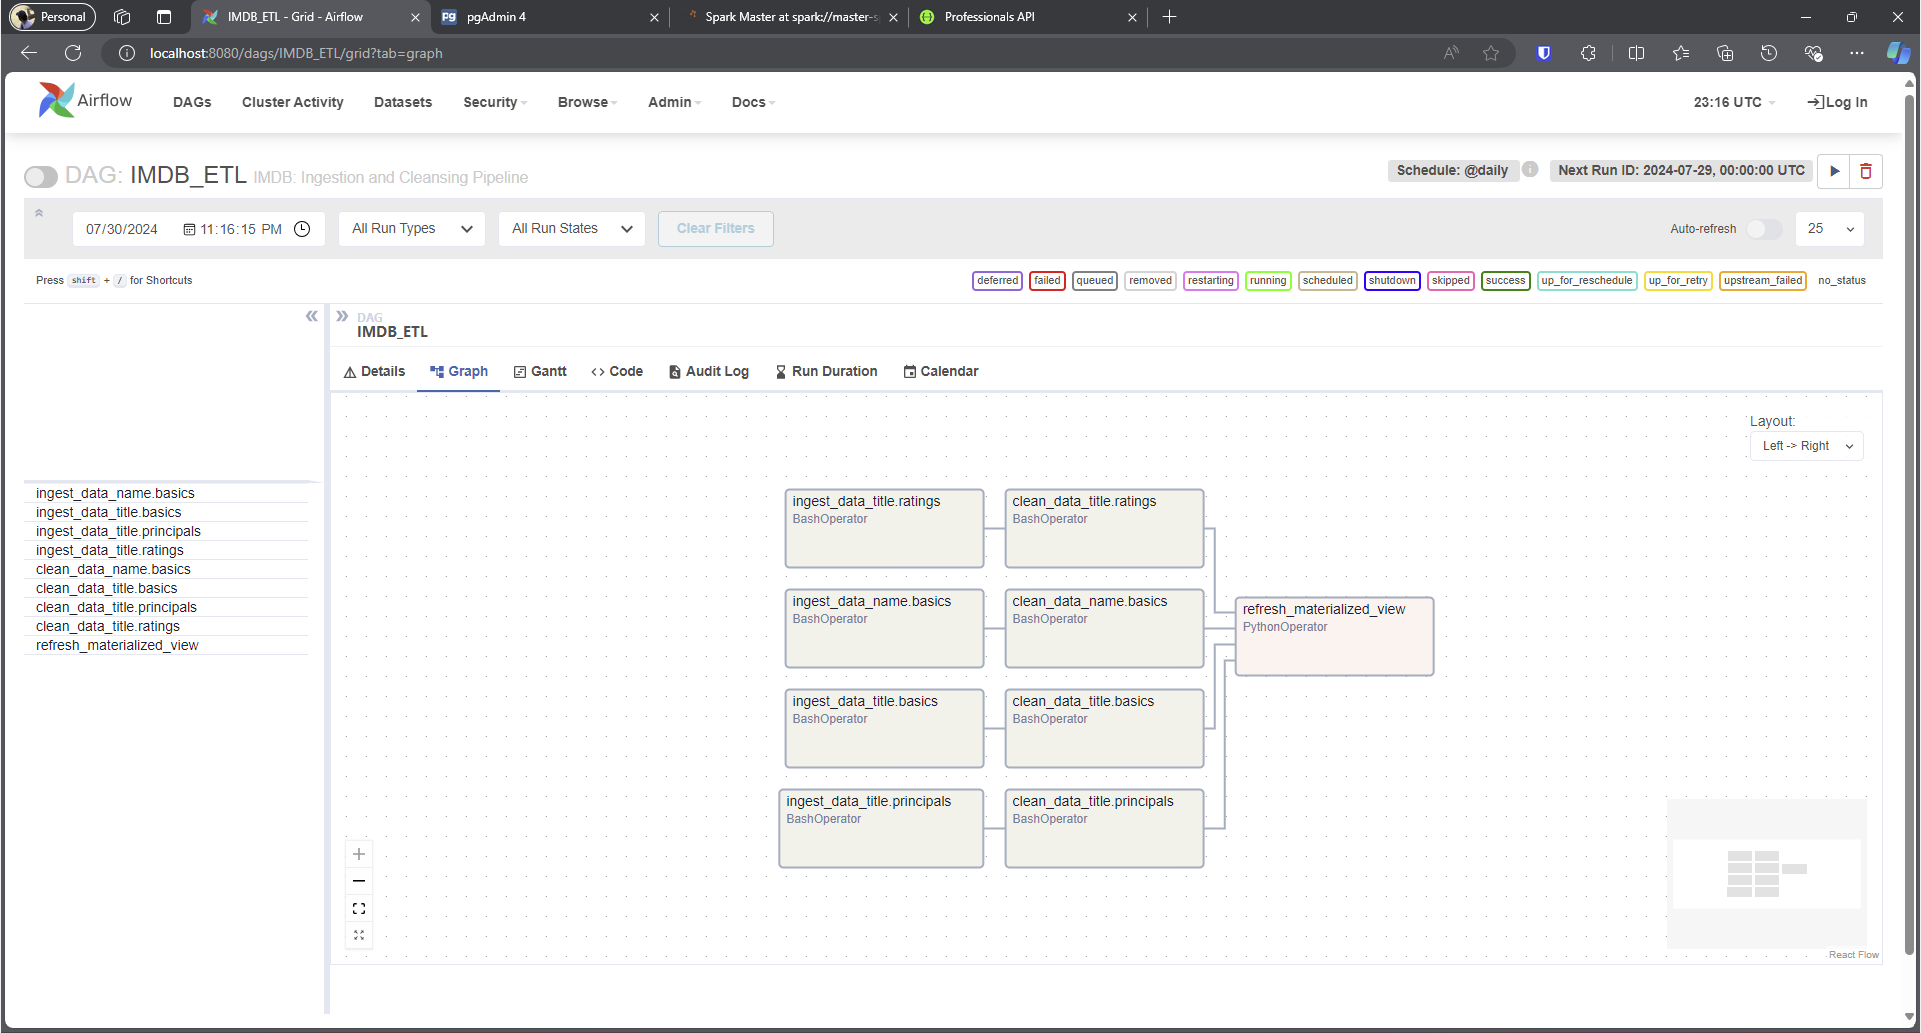 Personal
IMDB_ETL - Grid - Airflow
pgAdmin 4
Spark Master at spark://master-s
Professionals API
localhost:8080/dags/IMDB_ETL/grid?tab=graph
Airflow
DAGs
Cluster Activity
Datasets
Security
Browse
Admin
Docs
23:16 UTC
Log In
DAG: IMDB_ETL IMDB: Ingestion and Cleansing Pipeline
Schedule: @daily
Next Run ID: 2024-07-29, 00:00:00 UTC
07/30/2024 11:16:15 PM
All Run Types
All Run States
Clear Filters
Auto-refresh
25
Press shift + / for Shortcuts
deferred
failed
queued
removed
restarting
running
scheduled
shutdown
skipped
success
up_for_reschedule
up_for_retry
upstream_failed
no_status
DAG
IMDB_ETL
Details
Graph
Gantt
Code
Audit Log
Run Duration
Calendar
ingest_data_name.basics
ingest_data_title.basics
ingest_data_title.principals
ingest_data_title.ratings
clean_data_name.basics
clean_data_title.basics
clean_data_title.principals
clean_data_title.ratings
refresh_materialized_view
Layout:
Left -> Right
ingest_data_title.ratings
BashOperator
clean_data_title.ratings
BashOperator
ingest_data_name.basics
BashOperator
clean_data_name.basics
BashOperator
refresh_materialized_view
PythonOperator
ingest_data_title.basics
BashOperator
clean_data_title.basics
BashOperator
ingest_data_title.principals
BashOperator
clean_data_title.principals
BashOperator
React Flow